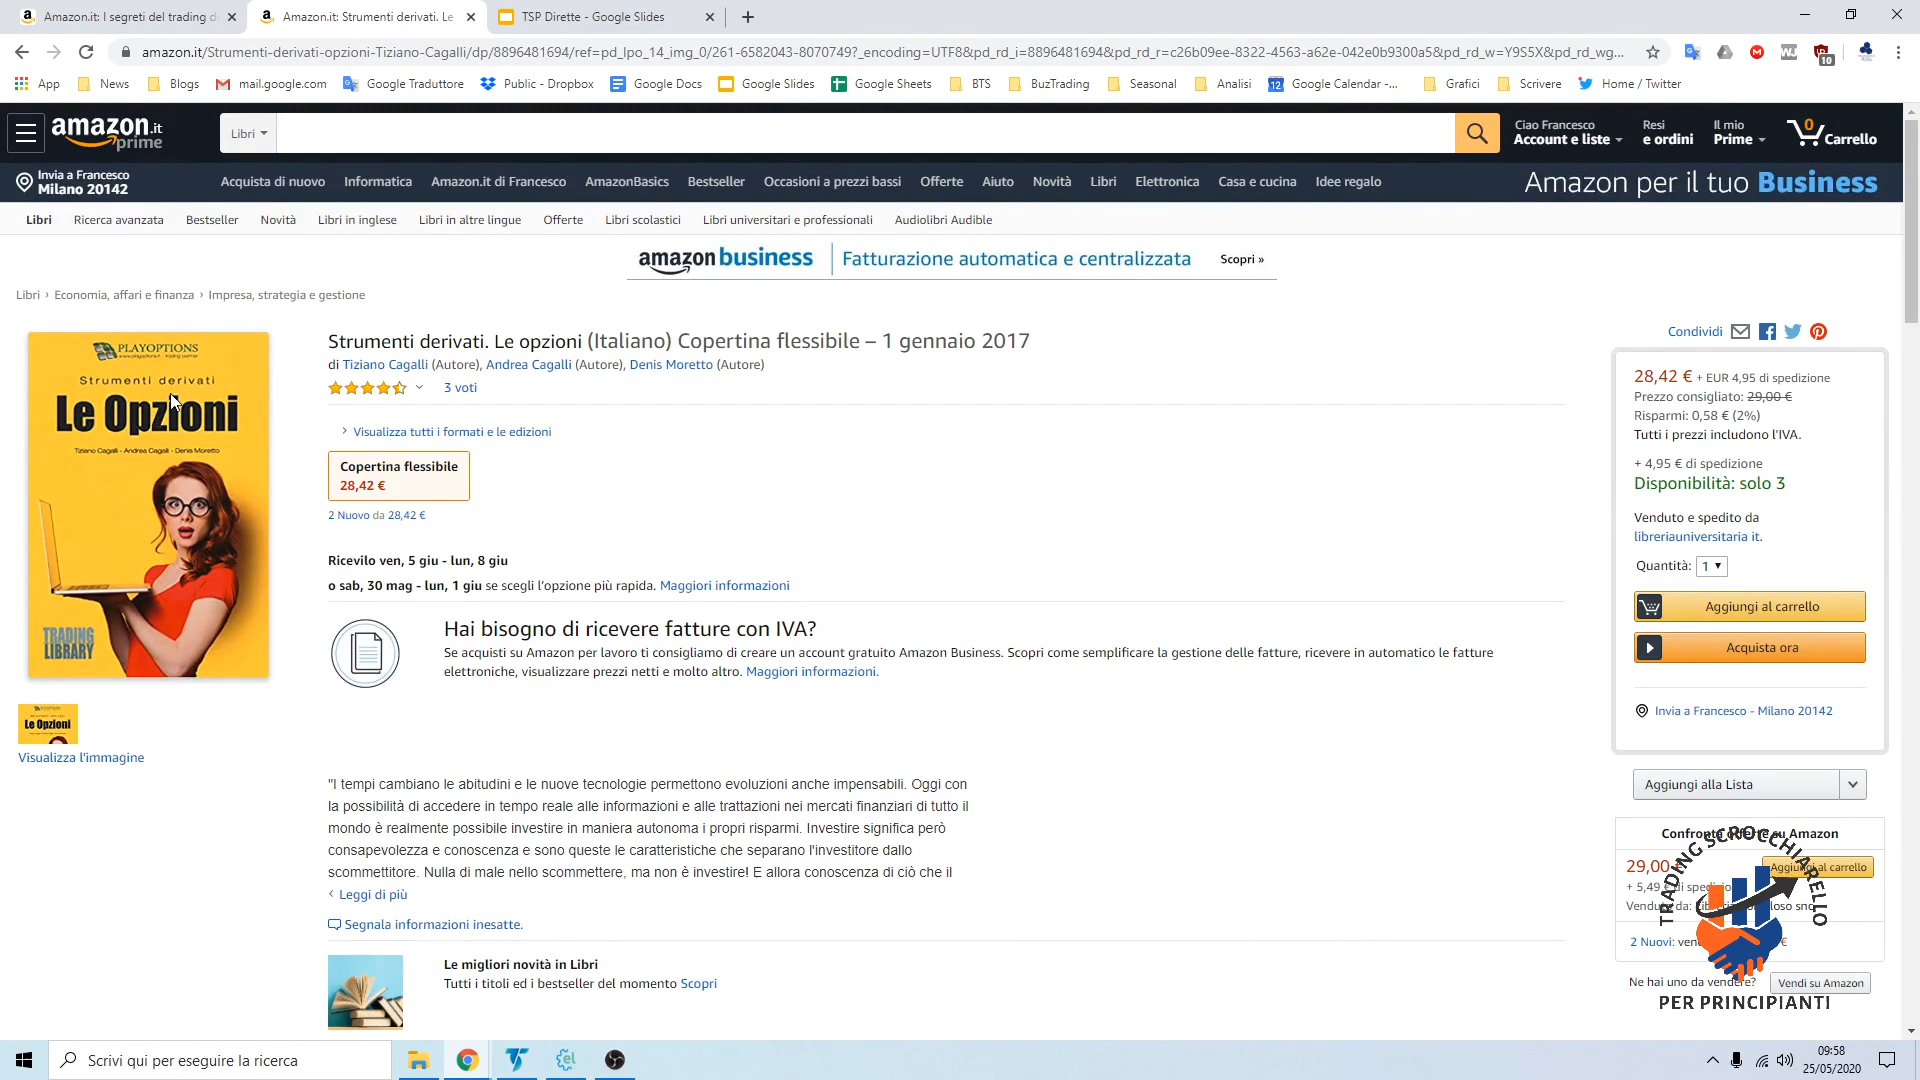 Amazon.it: I segreti del trading d
Amazon.it: Strumenti derivati. Le
TSP Dirette - Google Slides
amazon.it/Strumenti-derivati-opzioni-Tiziano-Cagalli/dp/8896481694/ref=pd_lpo_14_img_0/261-6582043-8070749?_encoding=UTF8&pd_rd_i=8896481694&pd_rd_r=c26b09ee-8322-4563-a62e-042e0b9300a5&pd_rd_w=Y9S5X&pd_rd_wg...
10
App News Blogs mail.google.com Google Traduttore Public - Dropbox Google Docs Google Slides Google Sheets BTS BuzTrading Seasonal Analisi 12 Google Calendar -... Grafici Scrivere Home / Twitter
amazon.it
prime
Libri
Ciao Francesco
Account e liste
Resi
e ordini
Il mio
Prime
0
Carrello
Invia a Francesco
Milano 20142
Acquista di nuovo Informatica Amazon.it di Francesco AmazonBasics Bestseller Occasioni a prezzi bassi Offerte Aiuto Novità Libri Elettronica Casa e cucina Idee regalo
Amazon per il tuo Business
Libri Ricerca avanzata Bestseller Novità Libri in inglese Libri in altre lingue Offerte Libri scolastici Libri universitari e professionali Audiolibri Audible
amazon business Fatturazione automatica e centralizzata Scopri »
Libri › Economia, affari e finanza › Impresa, strategia e gestione
PLAYOPTIONS
Strumenti derivati
Le Opzioni
Tiziano Cagalli - Andrea Cagalli - Denis Moretto
TRADING
LIBRARY
Le Opzioni
Visualizza l'immagine
Strumenti derivati. Le opzioni (Italiano) Copertina flessibile – 1 gennaio 2017
di Tiziano Cagalli (Autore), Andrea Cagalli (Autore), Denis Moretto (Autore)
3 voti
› Visualizza tutti i formati e le edizioni
Copertina flessibile
28,42 €
2 Nuovo da 28,42 €
Ricevilo ven, 5 giu - lun, 8 giu
o sab, 30 mag - lun, 1 giu se scegli l'opzione più rapida. Maggiori informazioni
Hai bisogno di ricevere fatture con IVA?
Se acquisti su Amazon per lavoro ti consigliamo di creare un account gratuito Amazon Business. Scopri come semplificare la gestione delle fatture, ricevere in automatico le fatture
elettroniche, visualizzare prezzi netti e molto altro. Maggiori informazioni.
"I tempi cambiano le abitudini e le nuove tecnologie permettono evoluzioni anche impensabili. Oggi con
la possibilità di accedere in tempo reale alle informazioni e alle trattazioni nei mercati finanziari di tutto il
mondo è realmente possibile investire in maniera autonoma i propri risparmi. Investire significa però
consapevolezza e conoscenza e sono queste le caratteristiche che separano l'investitore dallo
scommettitore. Nulla di male nello scommettere, ma non è investire! E allora conoscenza di ciò che il
Leggi di più
Segnala informazioni inesatte.
Le migliori novità in Libri
Tutti i titoli ed i bestseller del momento Scopri
Condividi
28,42 € + EUR 4,95 di spedizione
Prezzo consigliato: 29,00 €
Risparmi: 0,58 € (2%)
Tutti i prezzi includono l'IVA.
+ 4,95 € di spedizione
Disponibilità: solo 3
Venduto e spedito da
libreriauniversitaria it.
Quantità: 1
Aggiungi al carrello
Acquista ora
Invia a Francesco - Milano 20142
Aggiungi alla Lista
Confronta offerte su Amazon
29,00 €
Aggiungi al carrello
+ 5,49 € di
Venduto da:
2 Nuovi:
€
Ne hai uno da vendere?
Vendi su Amazon
TRADING SCROCCHIARELLO
PER PRINCIPIANTI
Scrivi qui per eseguire la ricerca
09:58
25/05/2020